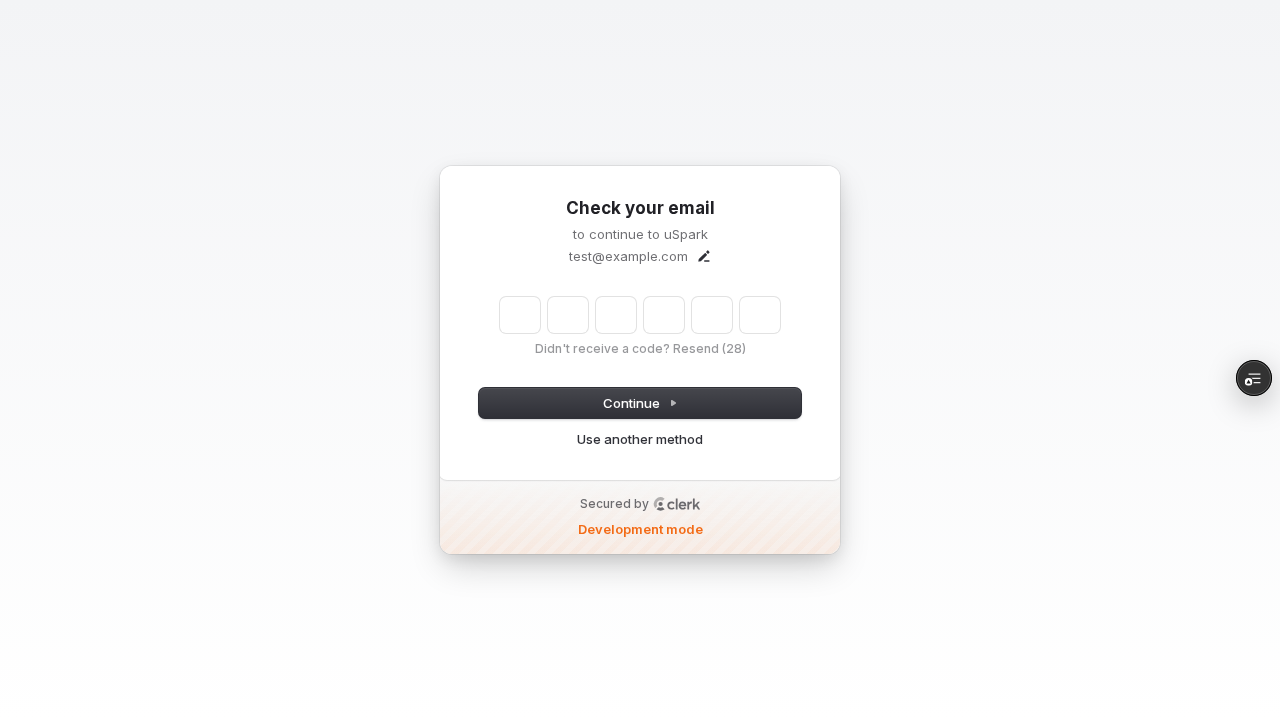 Check your email
to continue to uSpark
test@example.com
Didn't receive a code? Resend (28)
Continue
Use another method
Secured by clerk
Development mode